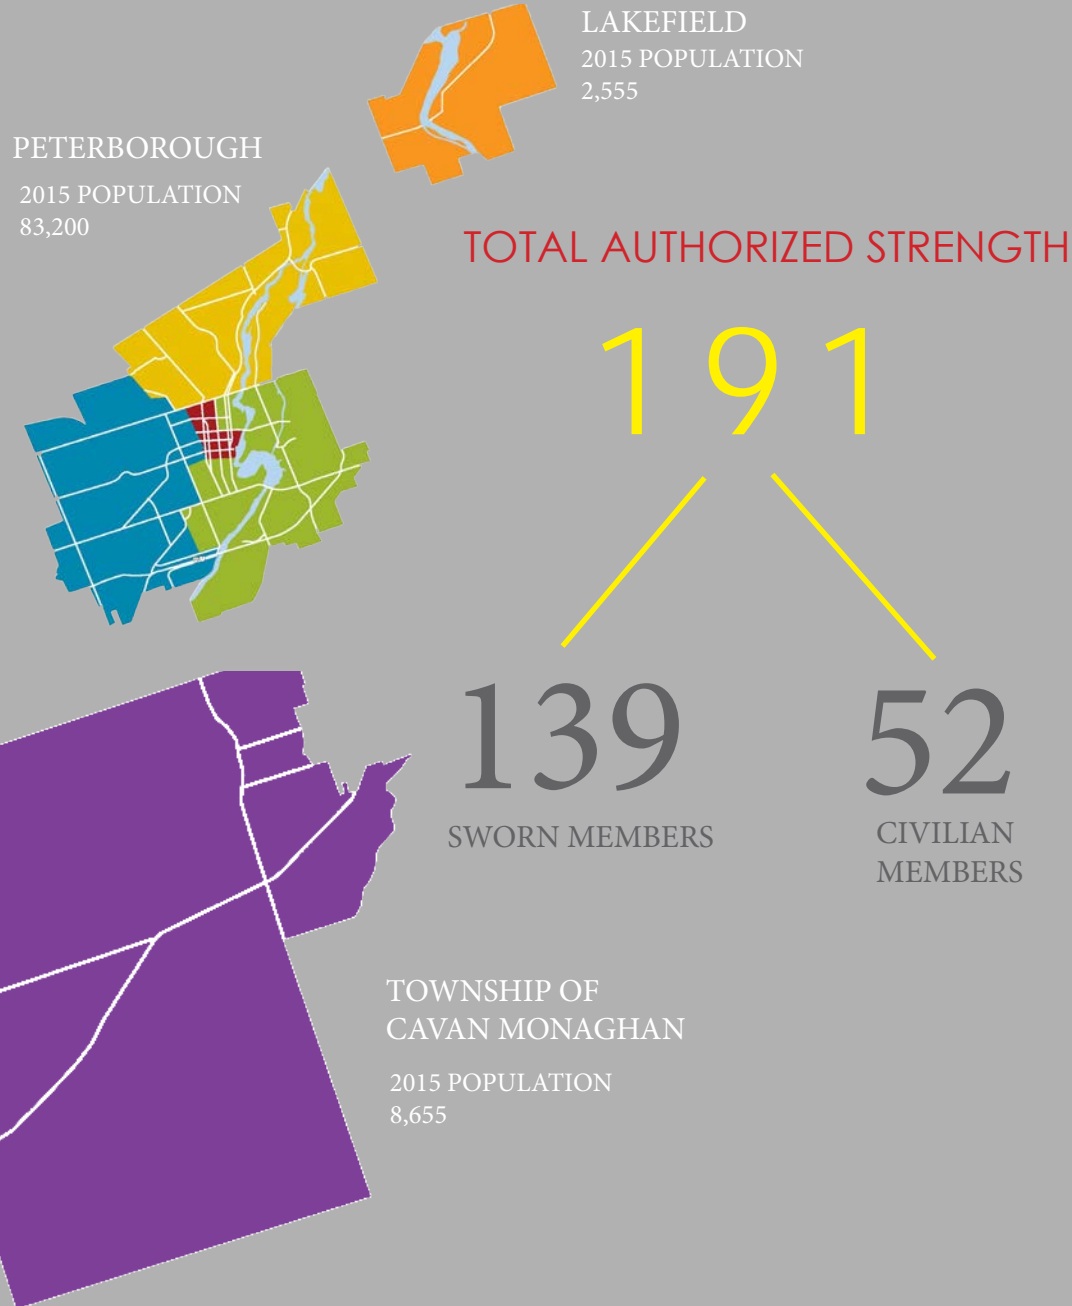 LAKEFIELD
2015 POPULATION
2,555
PETERBOROUGH
2015 POPULATION
83,200
TOTAL AUTHORIZED STRENGTH
191
139
SWORN MEMBERS
52
CIVILIAN
MEMBERS
TOWNSHIP OF
CAVAN MONAGHAN
2015 POPULATION
8,655